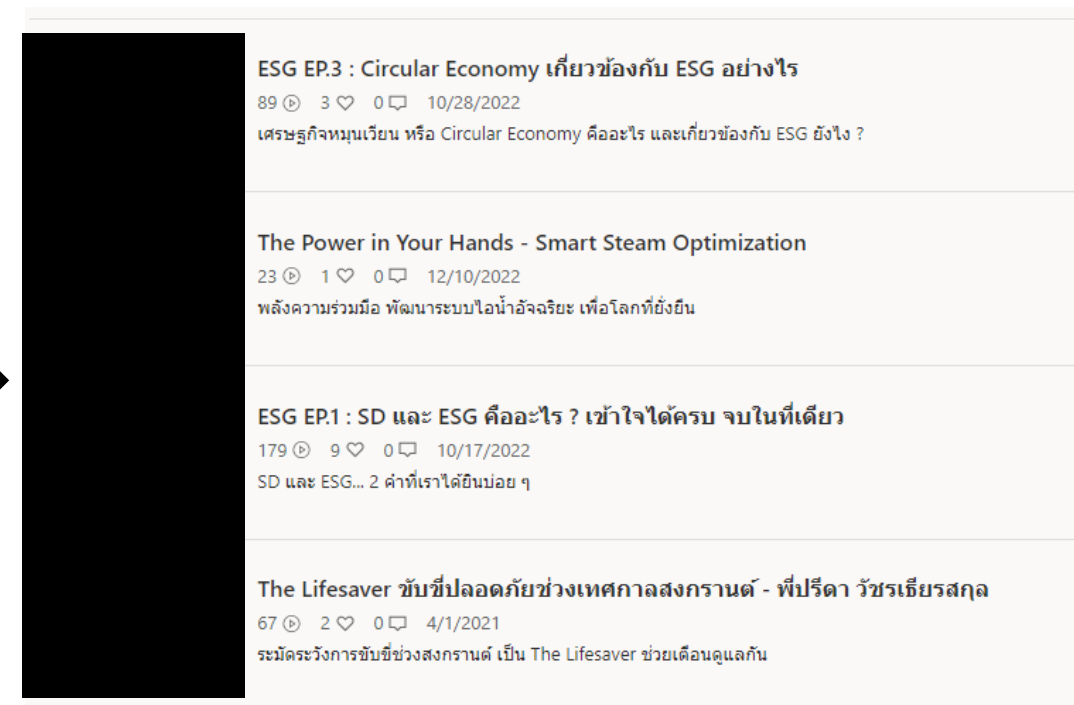 ESG EP.3 : Circular Economy เกี่ยวข้องกับ ESG อย่างไร
89 3 0 10/28/2022
เศรษฐกิจหมุนเวียน หรือ Circular Economy คืออะไร และเกี่ยวข้องกับ ESG ยังไง ?
The Power in Your Hands - Smart Steam Optimization
23 1 0 12/10/2022
พลังความร่วมมือ พัฒนาระบบไอน้ำอัจฉริยะ เพื่อโลกที่ยั่งยืน
ESG EP.1 : SD และ ESG คืออะไร ? เข้าใจได้ครบ จบในที่เดียว
179 9 0 10/17/2022
SD และ ESG... 2 คำที่เราได้ยินบ่อย ๆ
The Lifesaver ขับขี่ปลอดภัยช่วงเทศกาลสงกรานต์ - พี่ปรีดา วัชรเธียรสกุล
67 2 0 4/1/2021
ระมัดระวังการขับขี่ช่วงสงกรานต์ เป็น The Lifesaver ช่วยเตือนดูแลกัน